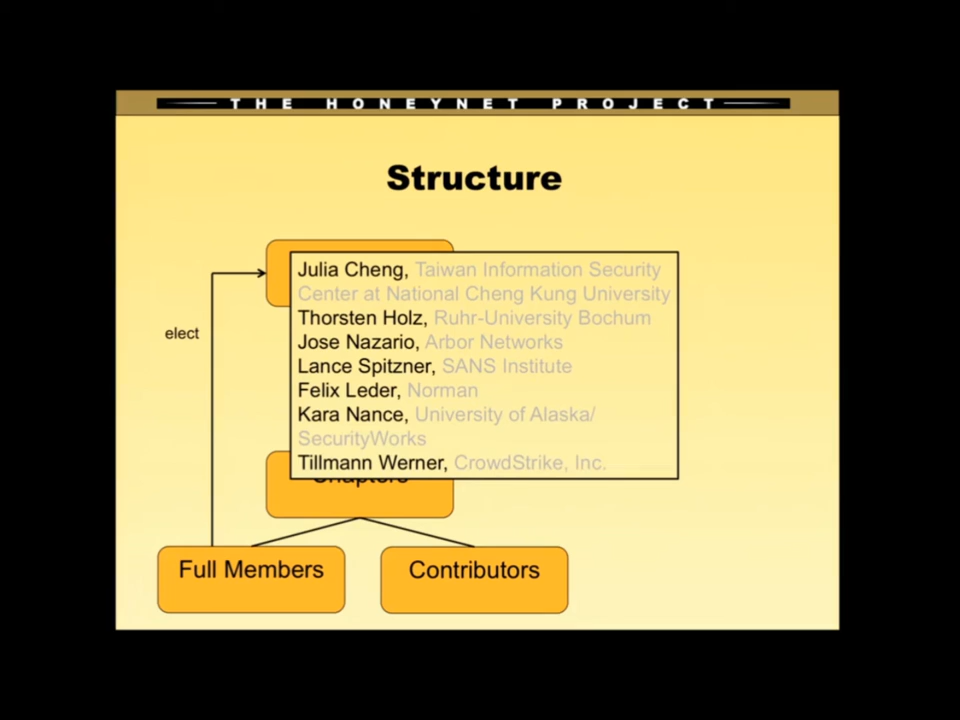 THE HONEYNET PROJECT
Structure
Julia Cheng, Taiwan Information Security
Center at National Cheng Kung University
Thorsten Holz, Ruhr-University Bochum
Jose Nazario, Arbor Networks
elect
Lance Spitzner, SANS Institute
Felix Leder, Norman
Kara Nance, University of Alaska/
SecurityWorks
Tillmann Werner, CrowdStrike, Inc.
Chapters
Full Members
Contributors